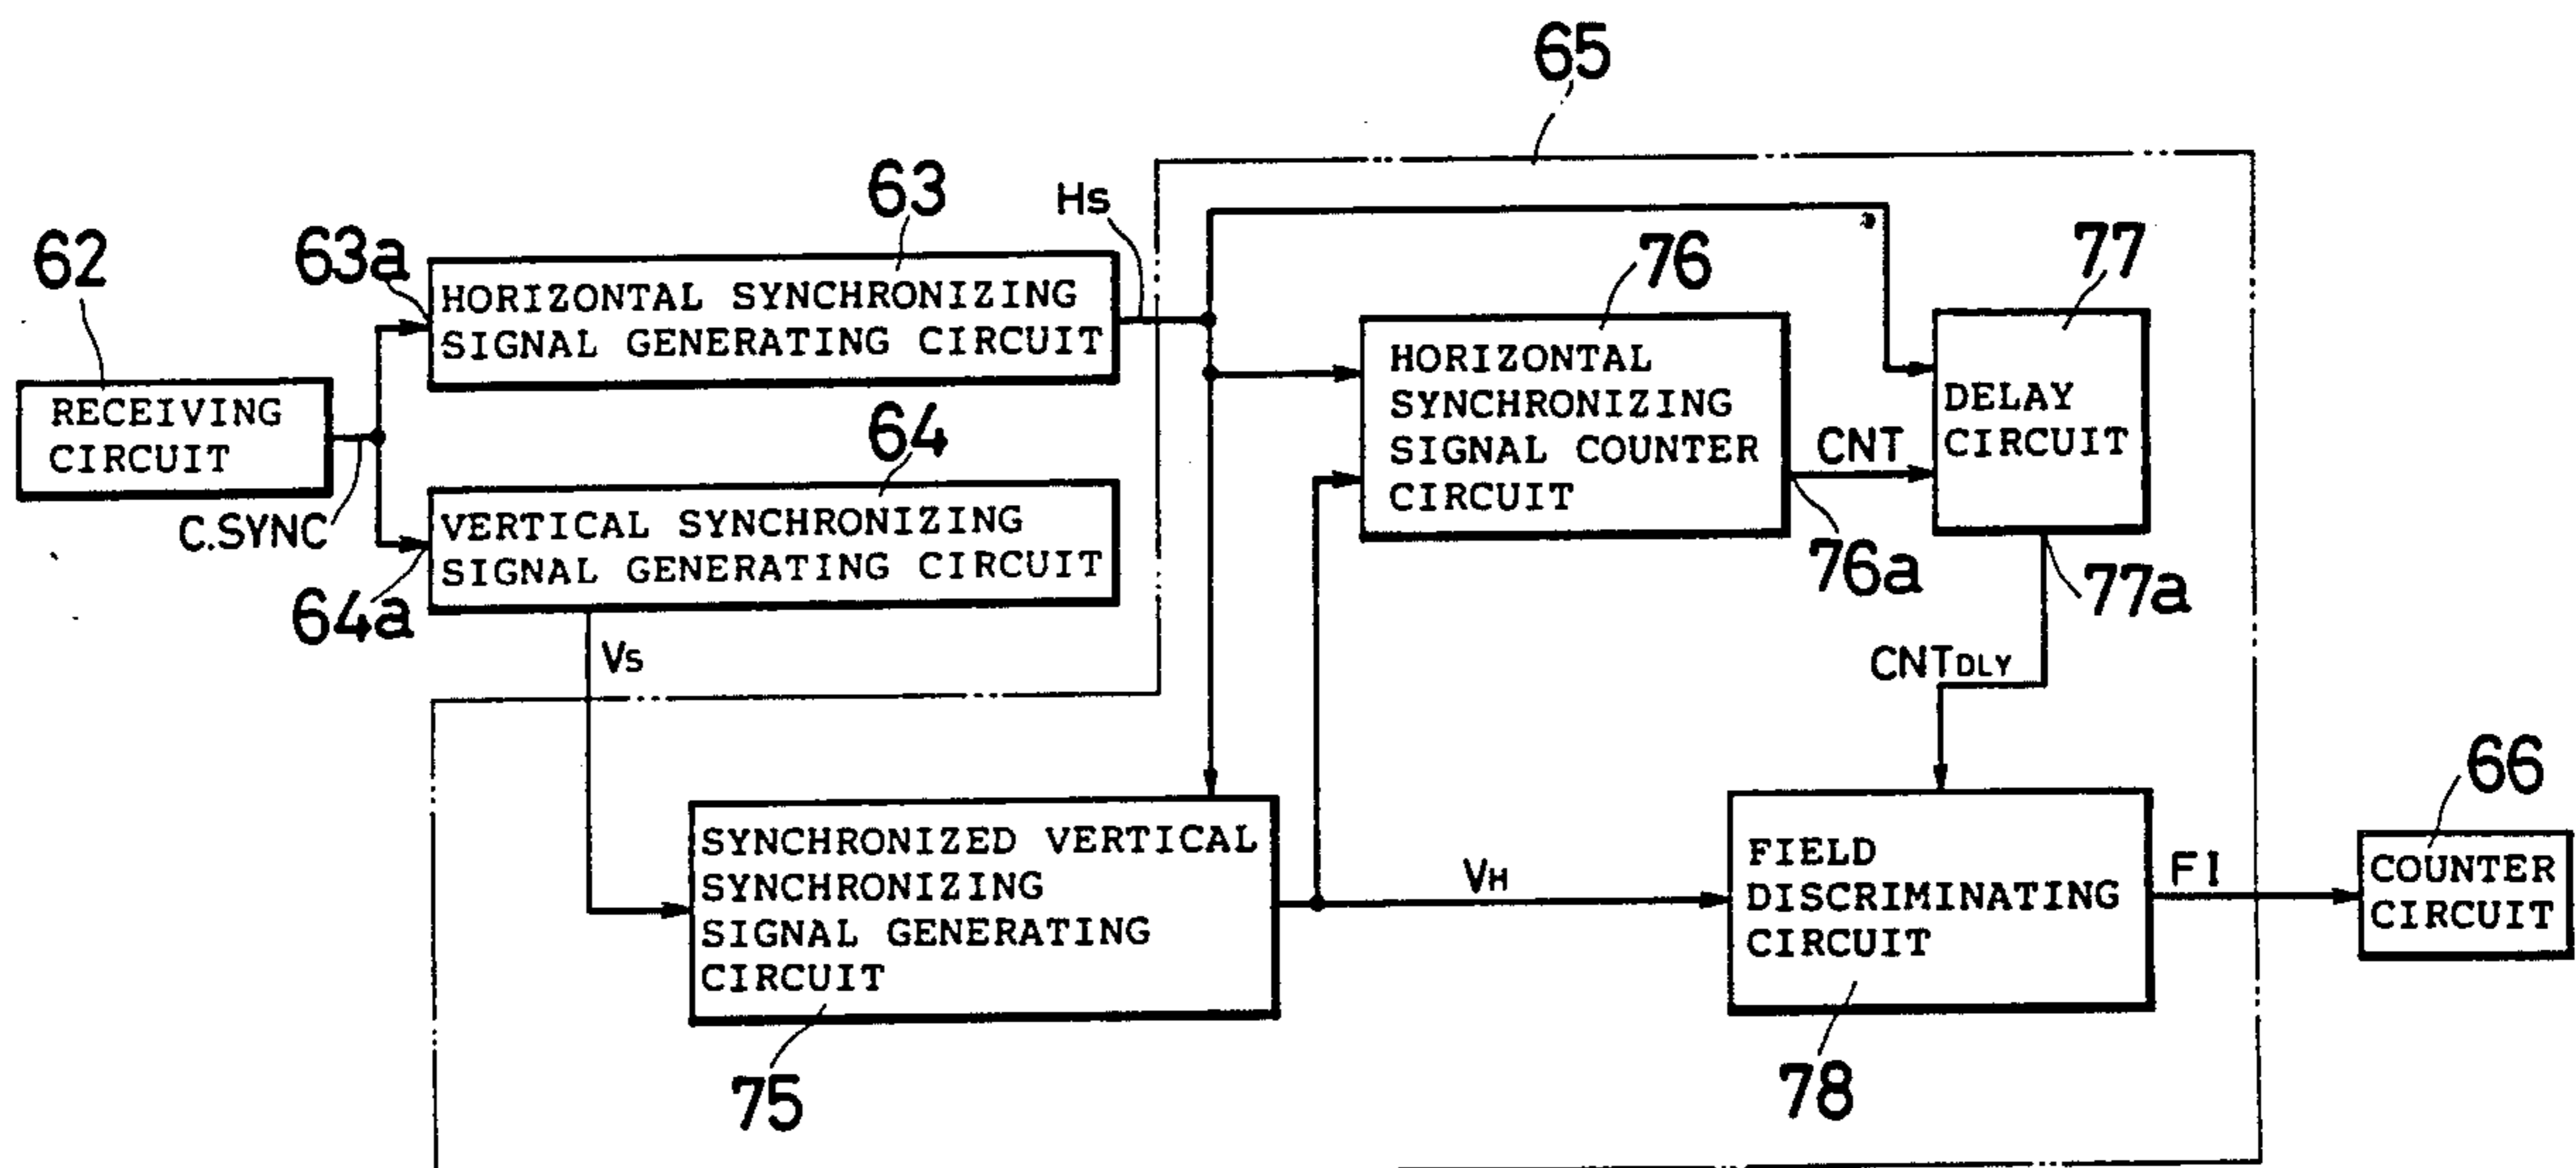 65
63
Hs
62
63a
HORIZONTAL SYNCHRONIZING
SIGNAL GENERATING CIRCUIT
76
77
RECEIVING
CIRCUIT
HORIZONTAL
SYNCHRONIZING
SIGNAL COUNTER
CIRCUIT
DELAY
CIRCUIT
64
CNT
C.SYNC
VERTICAL SYNCHRONIZING
SIGNAL GENERATING CIRCUIT
76a
77a
64a
Vs
CNTDLY
66
SYNCHRONIZED VERTICAL
SYNCHRONIZING
SIGNAL GENERATING
CIRCUIT
VH
FIELD
DISCRIMINATING
CIRCUIT
FI
COUNTER
CIRCUIT
75
78